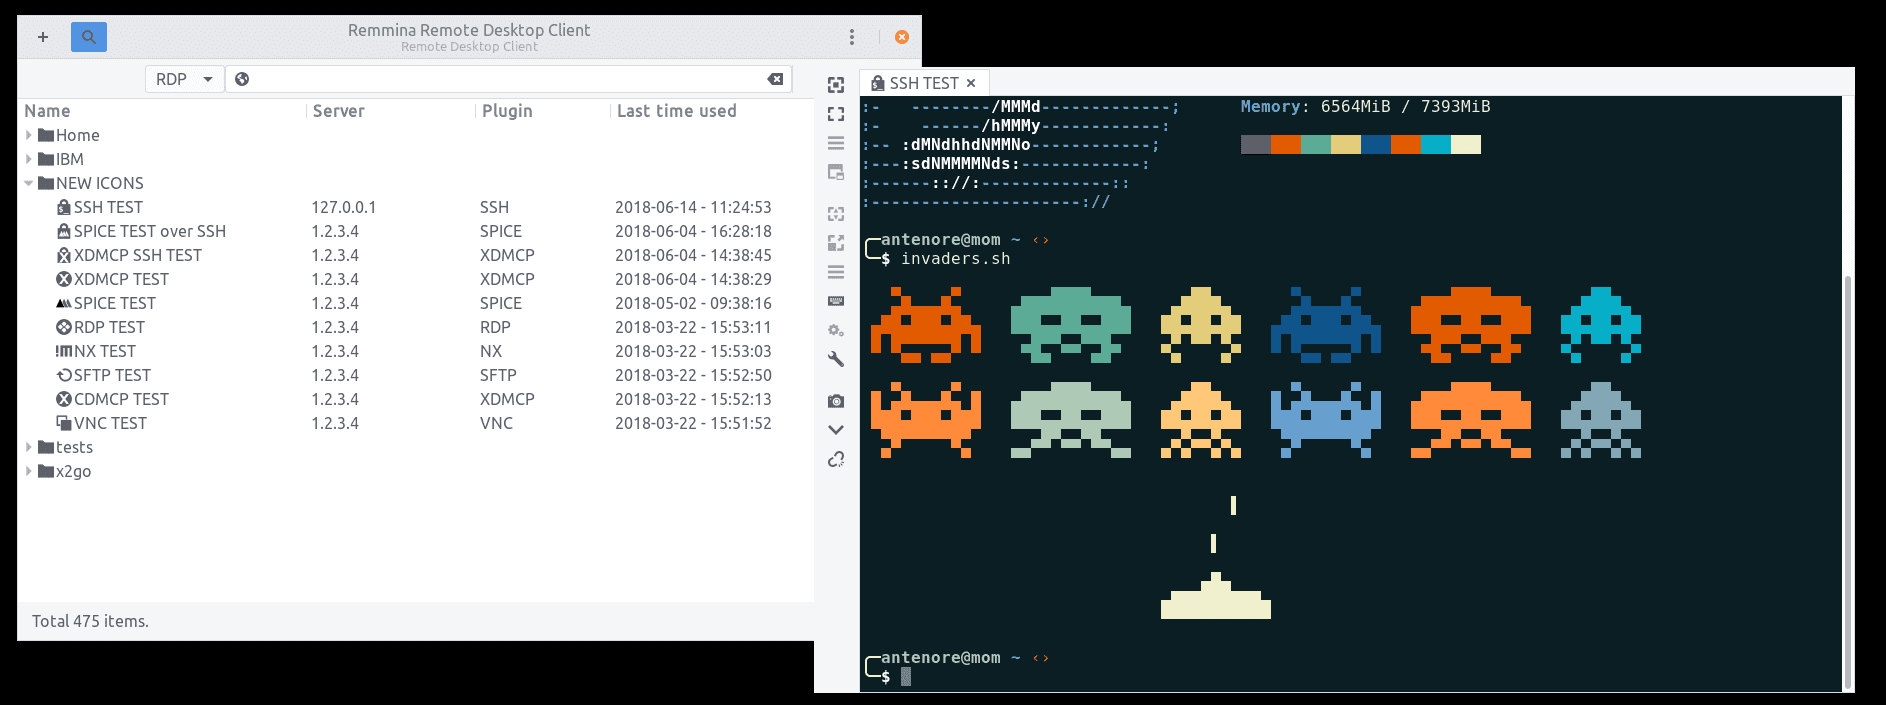 Remmina Remote Desktop Client
Remote Desktop Client
RDP
Name Server Plugin Last time used
Home
IBM
NEW ICONS
SSH TEST 127.0.0.1 SSH 2018-06-14 - 11:24:53
SPICE TEST over SSH 1.2.3.4 SPICE 2018-06-04 - 16:28:18
XDMCP SSH TEST 1.2.3.4 XDMCP 2018-06-04 - 14:38:45
XDMCP TEST 1.2.3.4 XDMCP 2018-06-04 - 14:38:29
SPICE TEST 1.2.3.4 SPICE 2018-05-02 - 09:38:16
RDP TEST 1.2.3.4 RDP 2018-03-22 - 15:53:11
NX TEST 1.2.3.4 NX 2018-03-22 - 15:53:03
SFTP TEST 1.2.3.4 SFTP 2018-03-22 - 15:52:50
CDMCP TEST 1.2.3.4 XDMCP 2018-03-22 - 15:52:13
VNC TEST 1.2.3.4 VNC 2018-03-22 - 15:51:52
tests
x2go
Total 475 items.
SSH TEST
:-   --------/MMMd-------------;      Memory: 6564MiB / 7393MiB
:-    ------/hMMMy------------:
:-- :dMNdhhdNMMNo------------;
:---:sdNMMMMNds:------------:
:------:://:-------------::
:---------------------://
antenore@mom ~ ‹›
$ invaders.sh
antenore@mom ~ ‹›
$